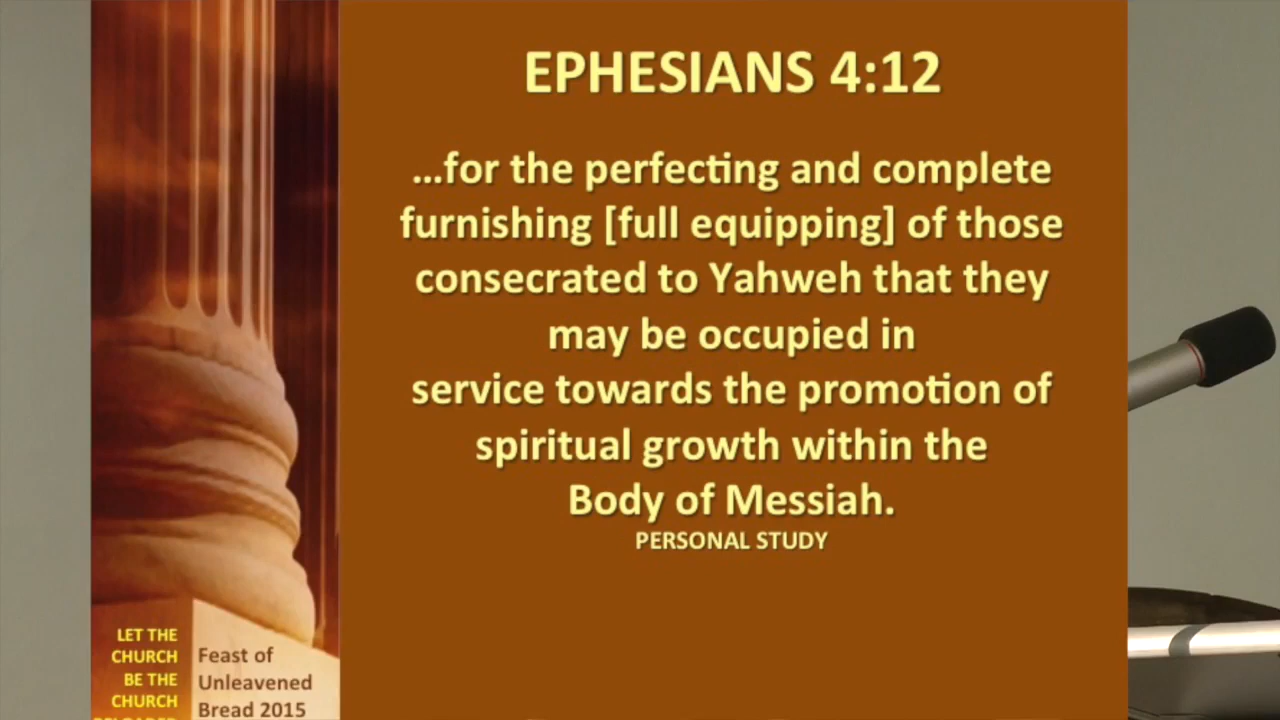 EPHESIANS 4:12
...for the perfecting and complete
furnishing [full equipping] of those
consecrated to Yahweh that they
may be occupied in
service towards the promotion of
spiritual growth within the
Body of Messiah.
PERSONAL STUDY
LET THE
CHURCH
BE THE
CHURCH
Feast of
Unleavened
Bread 2015